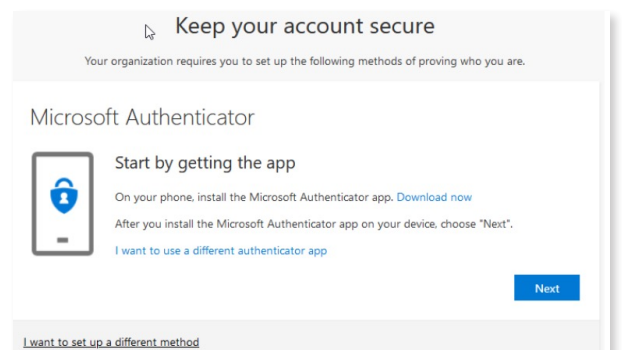 Keep your account secure
Your organization requires you to set up the following methods of proving who you are.
Microsoft Authenticator
Start by getting the app
On your phone, install the Microsoft Authenticator app. Download now
After you install the Microsoft Authenticator app on your device, choose "Next".
I want to use a different authenticator app
Next
I want to set up a different method